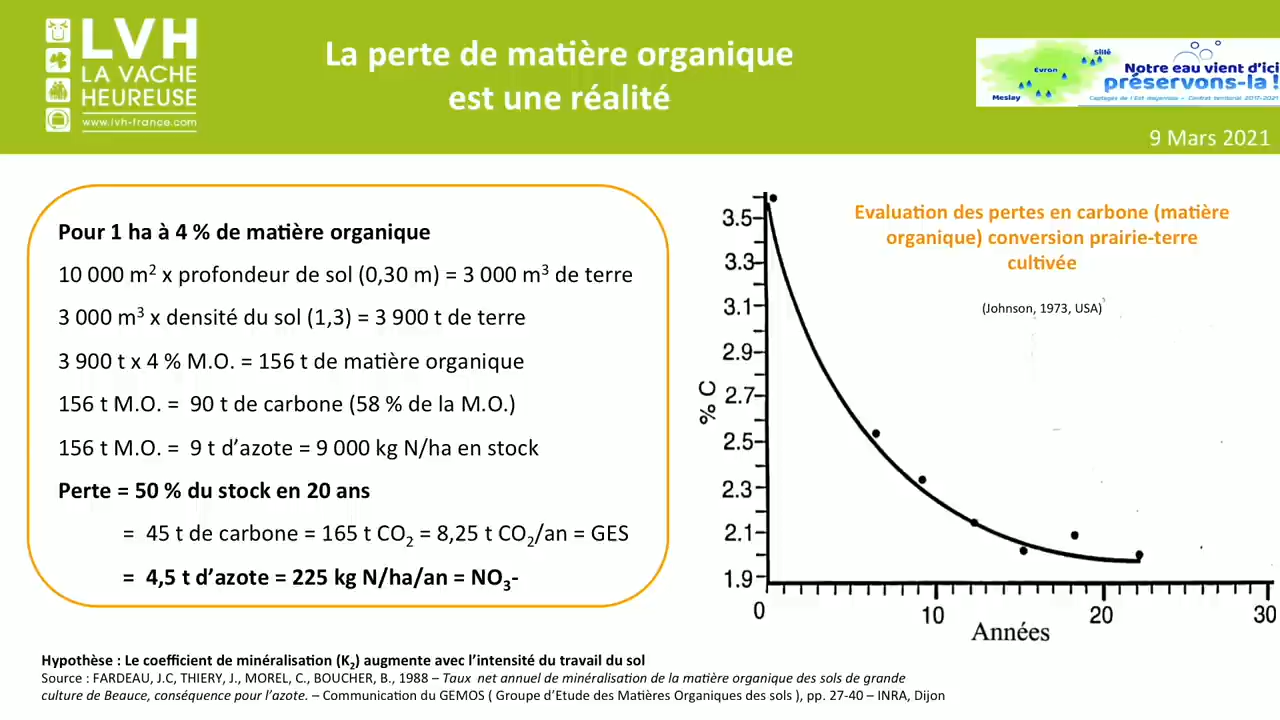 LVH
LA VACHE
HEUREUSE
www.lvh-france.com
La perte de matière organique
est une réalité
Sillé
Evron
Meslay
Notre eau vient d'ici
préservons-la !
Captages de l'Est mayennais – Contrat territorial 2017-2021
9 Mars 2021
Pour 1 ha à 4 % de matière organique
10 000 m² x profondeur de sol (0,30 m) = 3 000 m³ de terre
3 000 m³ x densité du sol (1,3) = 3 900 t de terre
3 900 t x 4 % M.O. = 156 t de matière organique
156 t M.O. = 90 t de carbone (58 % de la M.O.)
156 t M.O. = 9 t d'azote = 9 000 kg N/ha en stock
Perte = 50 % du stock en 20 ans
= 45 t de carbone = 165 t CO₂ = 8,25 t CO₂/an = GES
= 4,5 t d'azote = 225 kg N/ha/an = NO₃-
Evaluation des pertes en carbone (matière
organique) conversion prairie-terre
cultivée
(Johnson, 1973, USA)
% C
3.5
3.3
3.1
2.9
2.7
2.5
2.3
2.1
1.9
0 10 20 30
Années
Hypothèse : Le coefficient de minéralisation (K₂) augmente avec l'intensité du travail du sol
Source : FARDEAU, J.C, THIERY, J., MOREL, C., BOUCHER, B., 1988 – Taux net annuel de minéralisation de la matière organique des sols de grande
culture de Beauce, conséquence pour l'azote. – Communication du GEMOS ( Groupe d'Etude des Matières Organiques des sols ), pp. 27-40 – INRA, Dijon